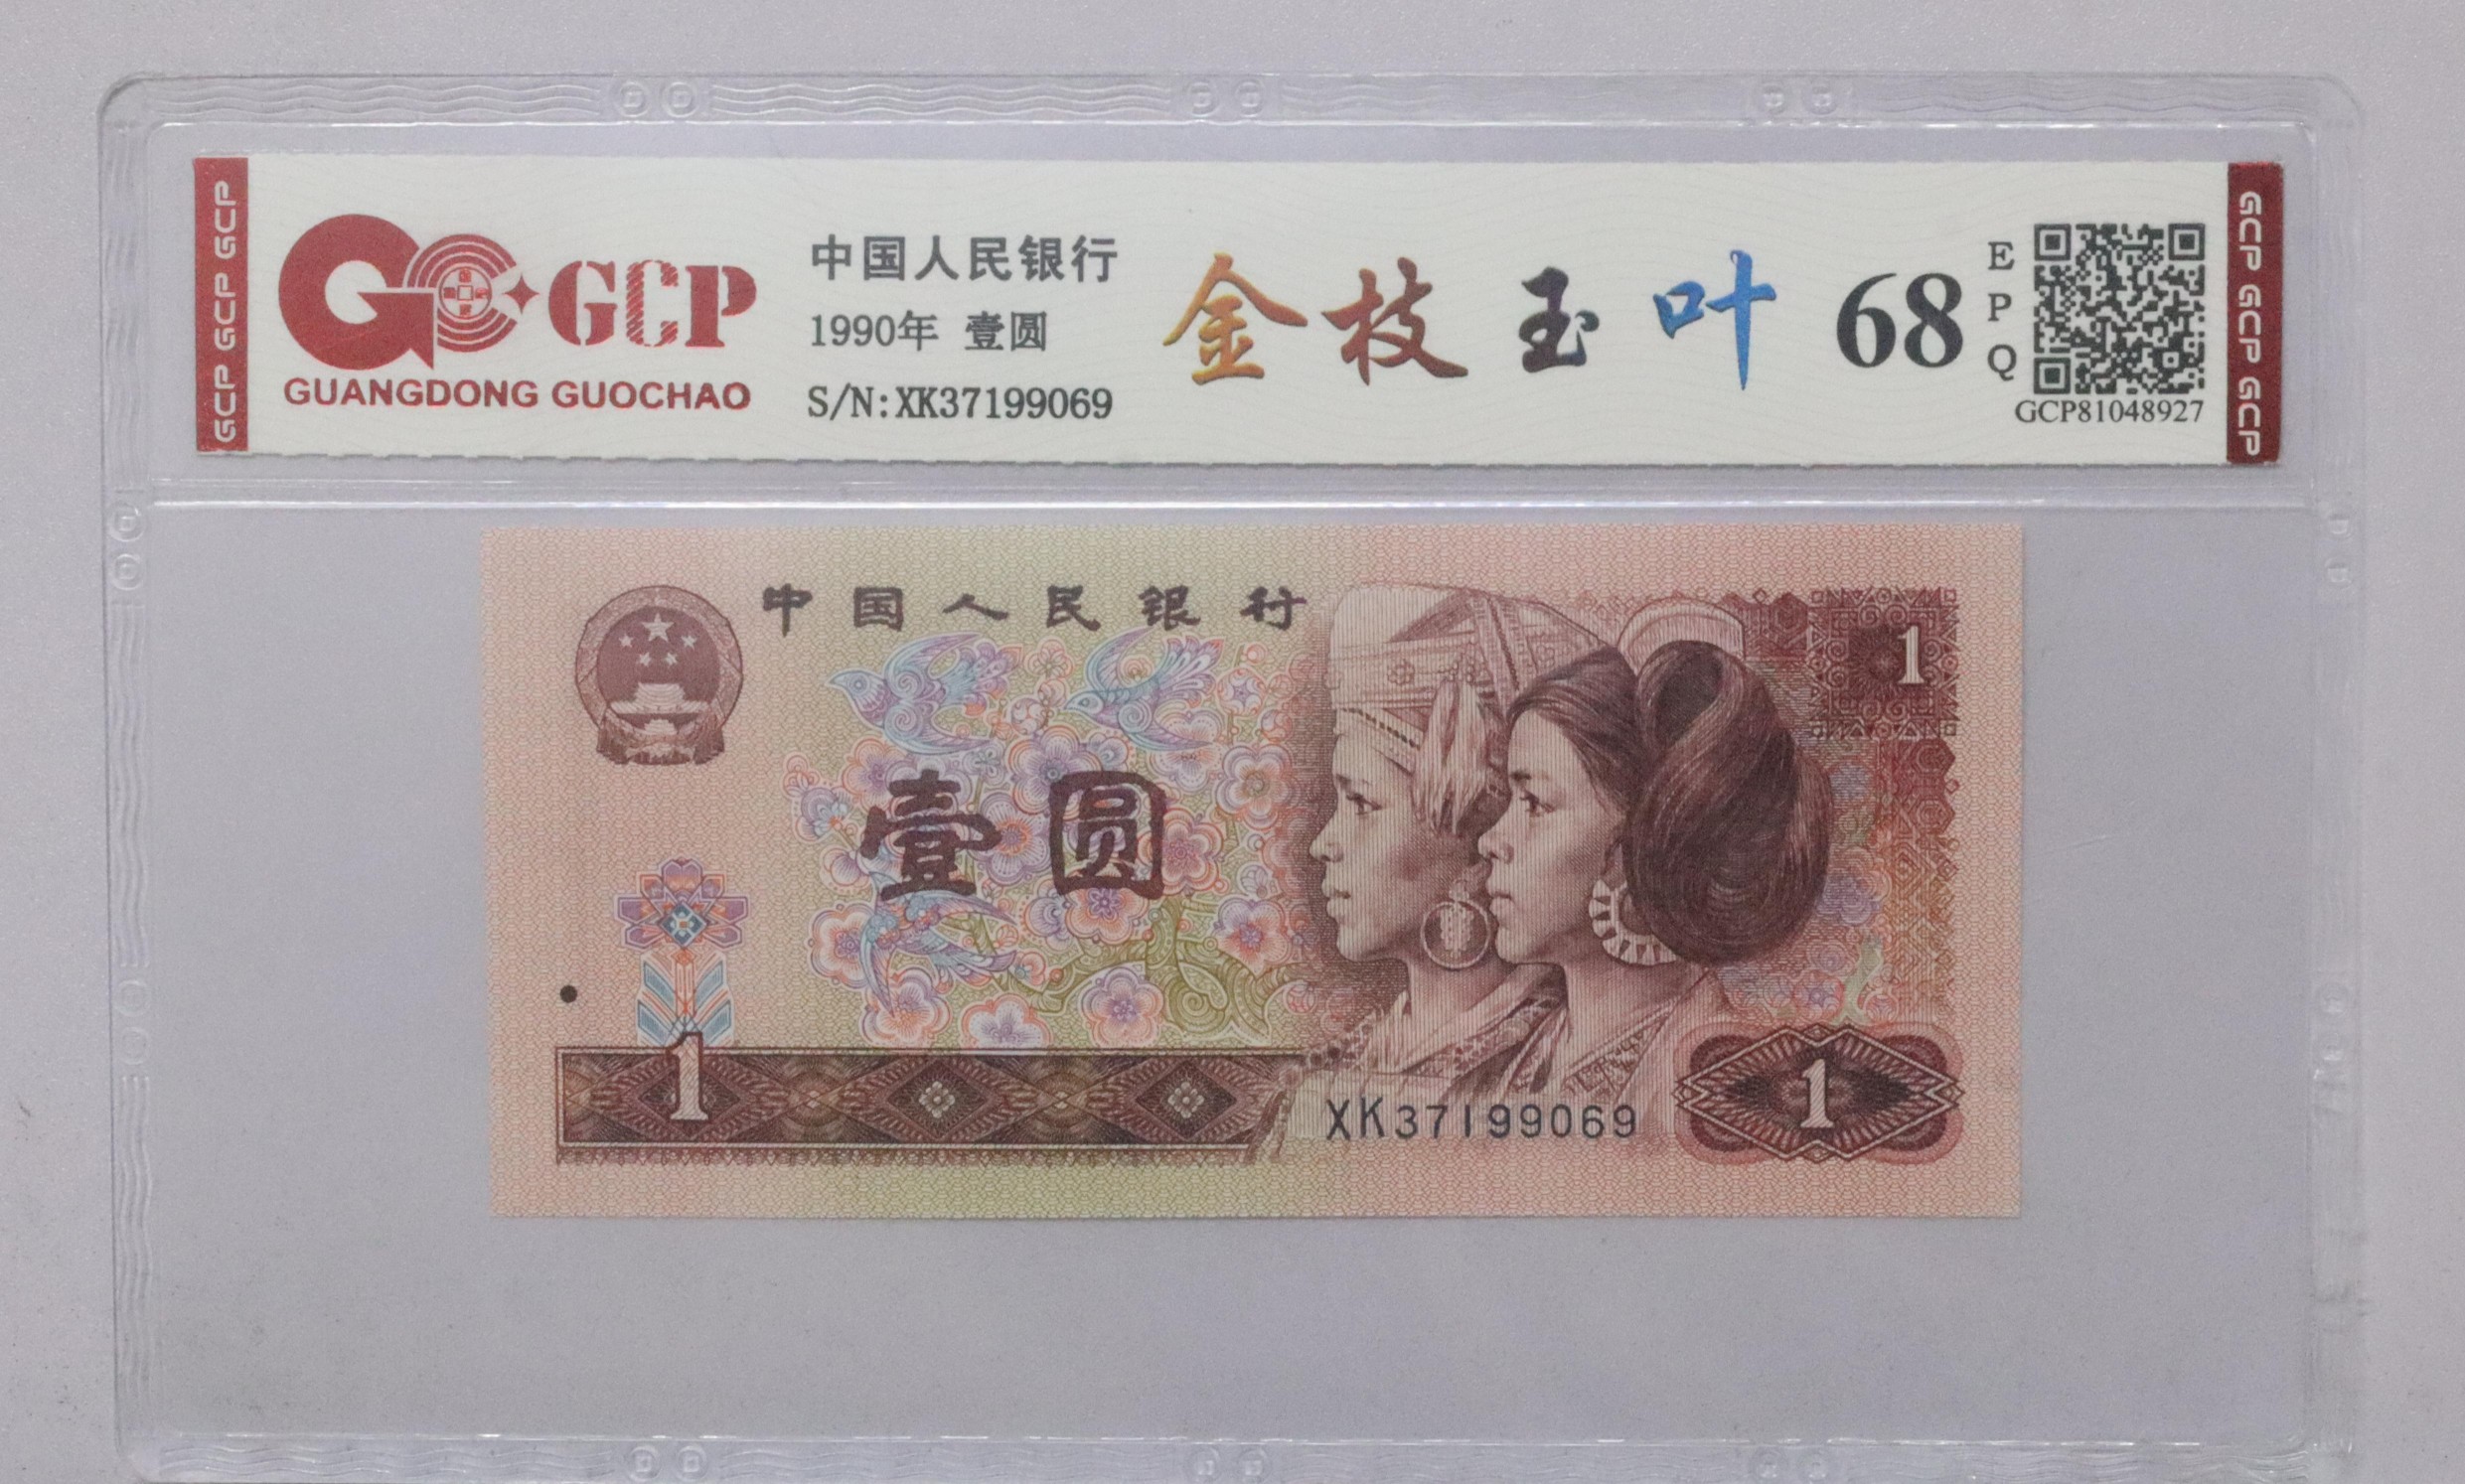 GCP GCP GCP
GCP
GUANGDONG GUOCHAO
中国人民银行
1990年 壹圆
S/N:XK37199069
金枝玉叶
68
EPQ
GCP81048927
GCP GCP GCP
中国人民银行
1
壹圆
1
XK37199069
1